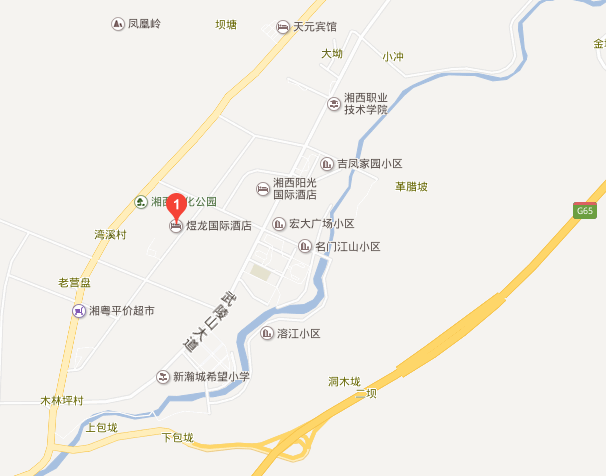 凤凰岭
坝塘
天元宾馆
大坳
小冲
湘西职业
技术学院
吉凤家园小区
革腊坡
湘西阳光
国际酒店
化公园
1
煜龙国际酒店
宏大广场小区
G65
湾溪村
名门江山小区
老营盘
湘粤平价超市
武陵山大道
溶江小区
新瀚城希望小学
洞木垅
二坝
木林坪村
上包垅
下包垅